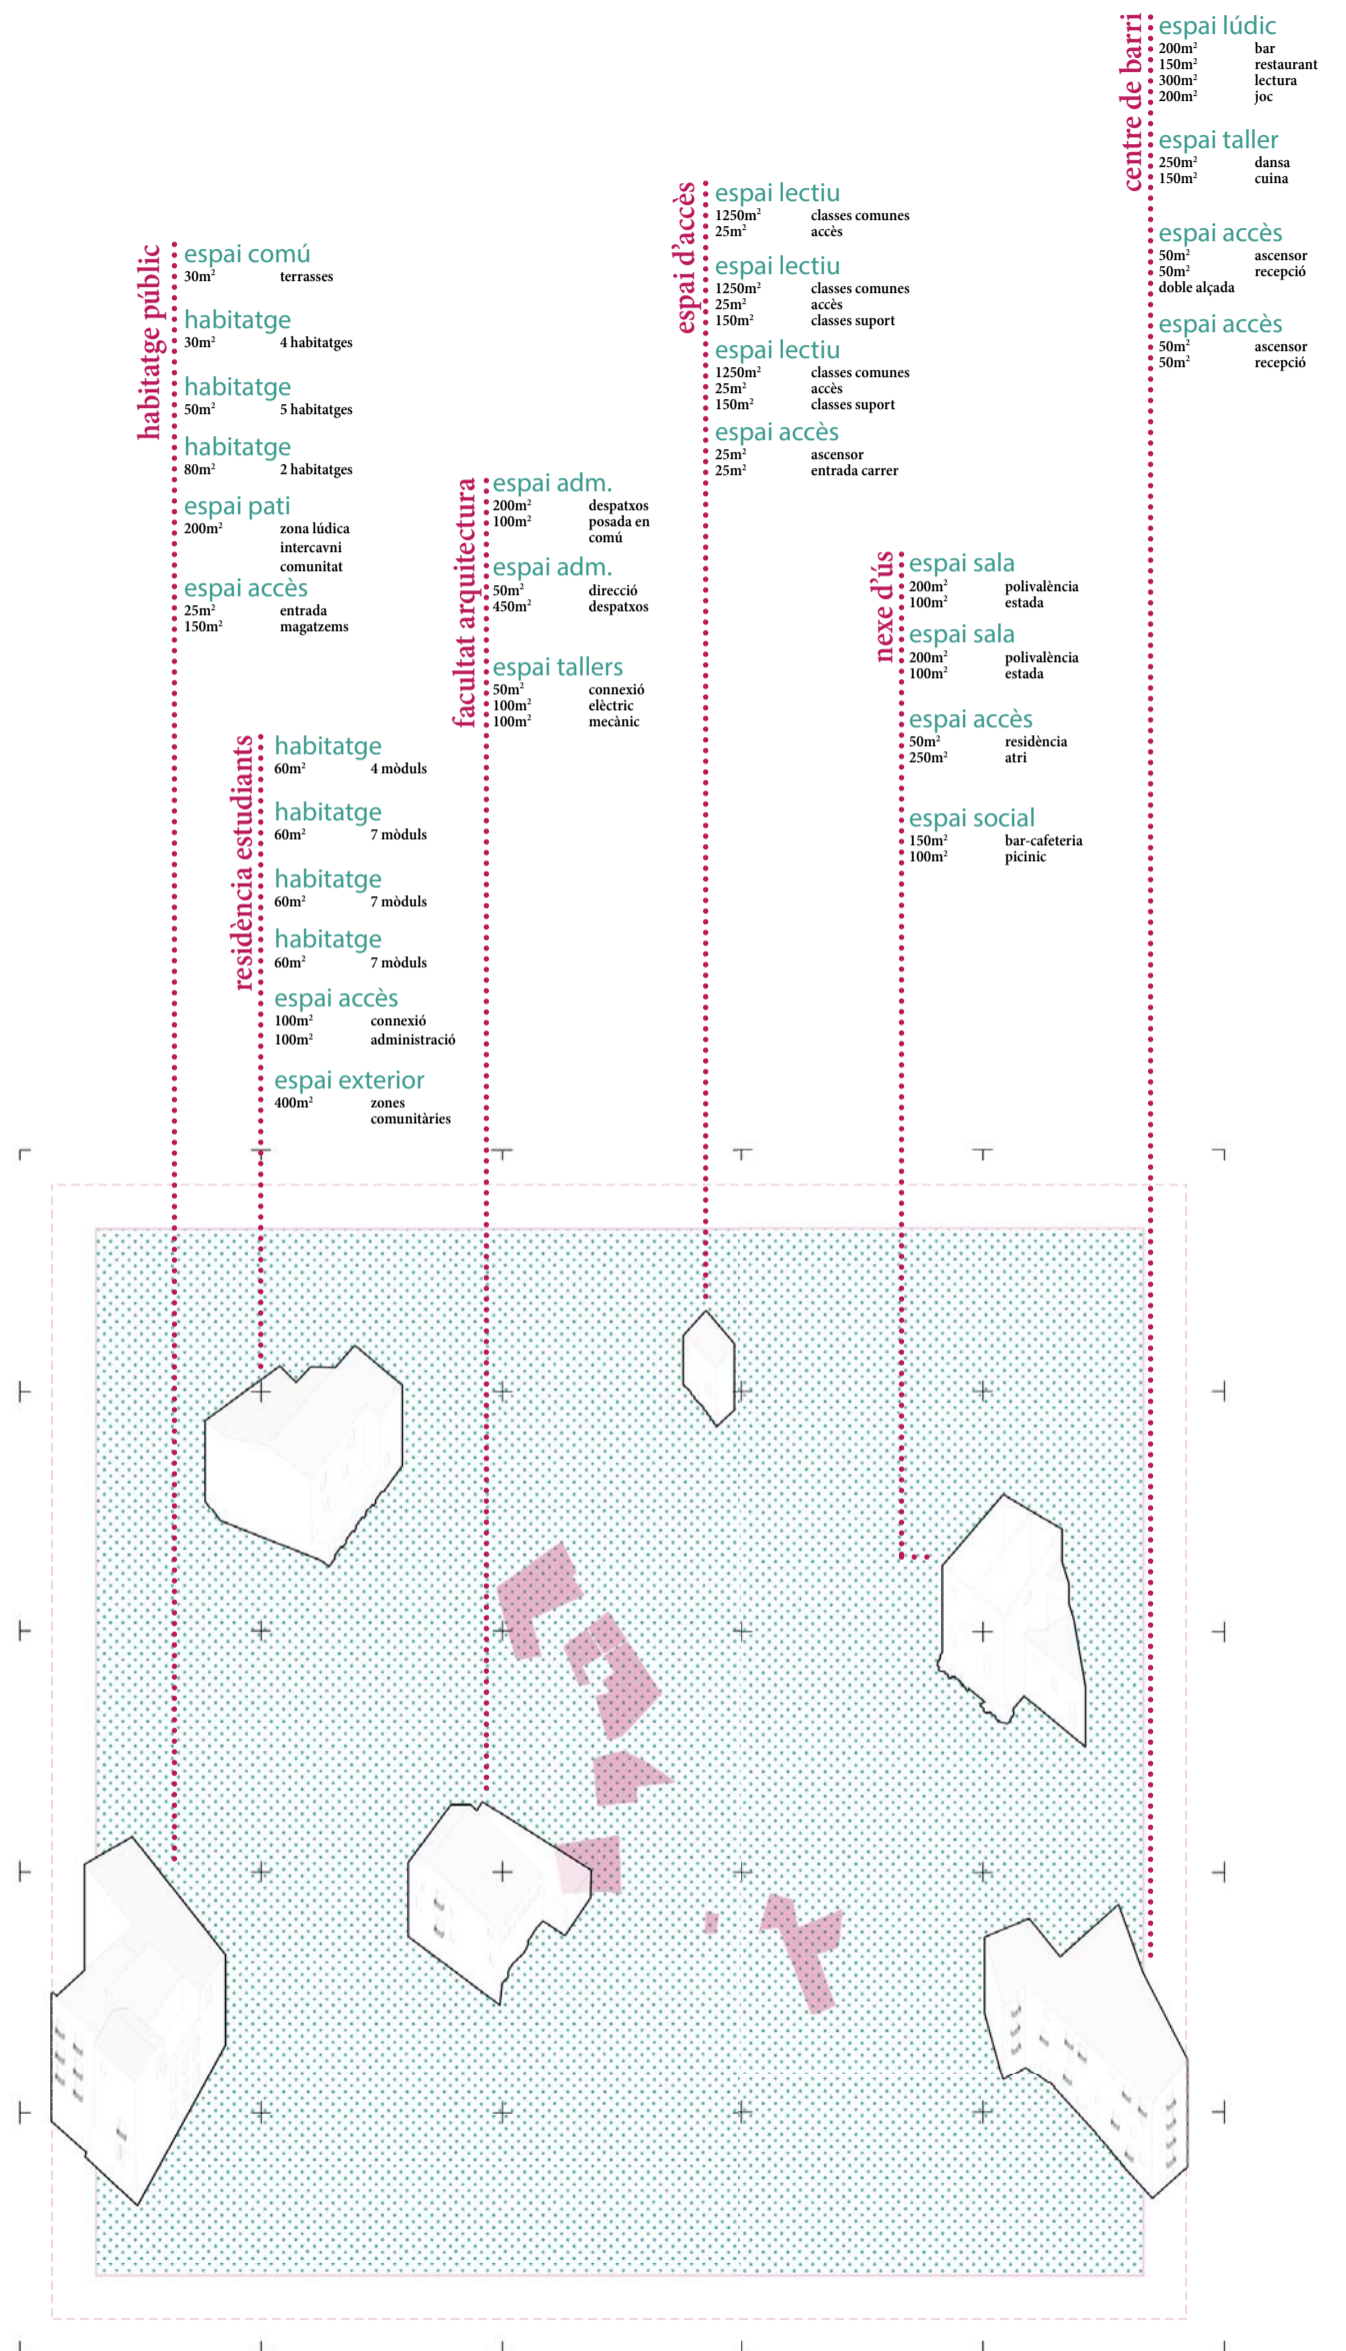 habitatge públic
espai comú
30m² terrasses
habitatge
30m² 4 habitatges
habitatge
50m² 5 habitatges
habitatge
80m² 2 habitatges
espai pati
200m² zona lúdica
intercavni
comunitat
espai accès
25m² entrada
150m² magatzems
residència estudiants
habitatge
60m² 4 mòduls
habitatge
60m² 7 mòduls
habitatge
60m² 7 mòduls
habitatge
60m² 7 mòduls
espai accès
100m² connexió
100m² administració
espai exterior
400m² zones
comunitàries
facultat arquitectura
espai adm.
200m² despatxos
100m² posada en
comú
espai adm.
50m² direcció
450m² despatxos
espai tallers
50m² connexió
100m² elèctric
100m² mecànic
espai d'accès
espai lectiu
1250m² classes comunes
25m² accès
espai lectiu
1250m² classes comunes
25m² accès
150m² classes suport
espai lectiu
1250m² classes comunes
25m² accès
150m² classes suport
espai accès
25m² ascensor
25m² entrada carrer
nexe d'ús
espai sala
200m² polivalència
100m² estada
espai sala
200m² polivalència
100m² estada
espai accès
50m² residència
250m² atri
espai social
150m² bar-cafeteria
100m² picinic
centre de barri
espai lúdic
200m² bar
150m² restaurant
300m² lectura
200m² joc
espai taller
250m² dansa
150m² cuina
espai accès
50m² ascensor
50m² recepció
doble alçada
espai accès
50m² ascensor
50m² recepció